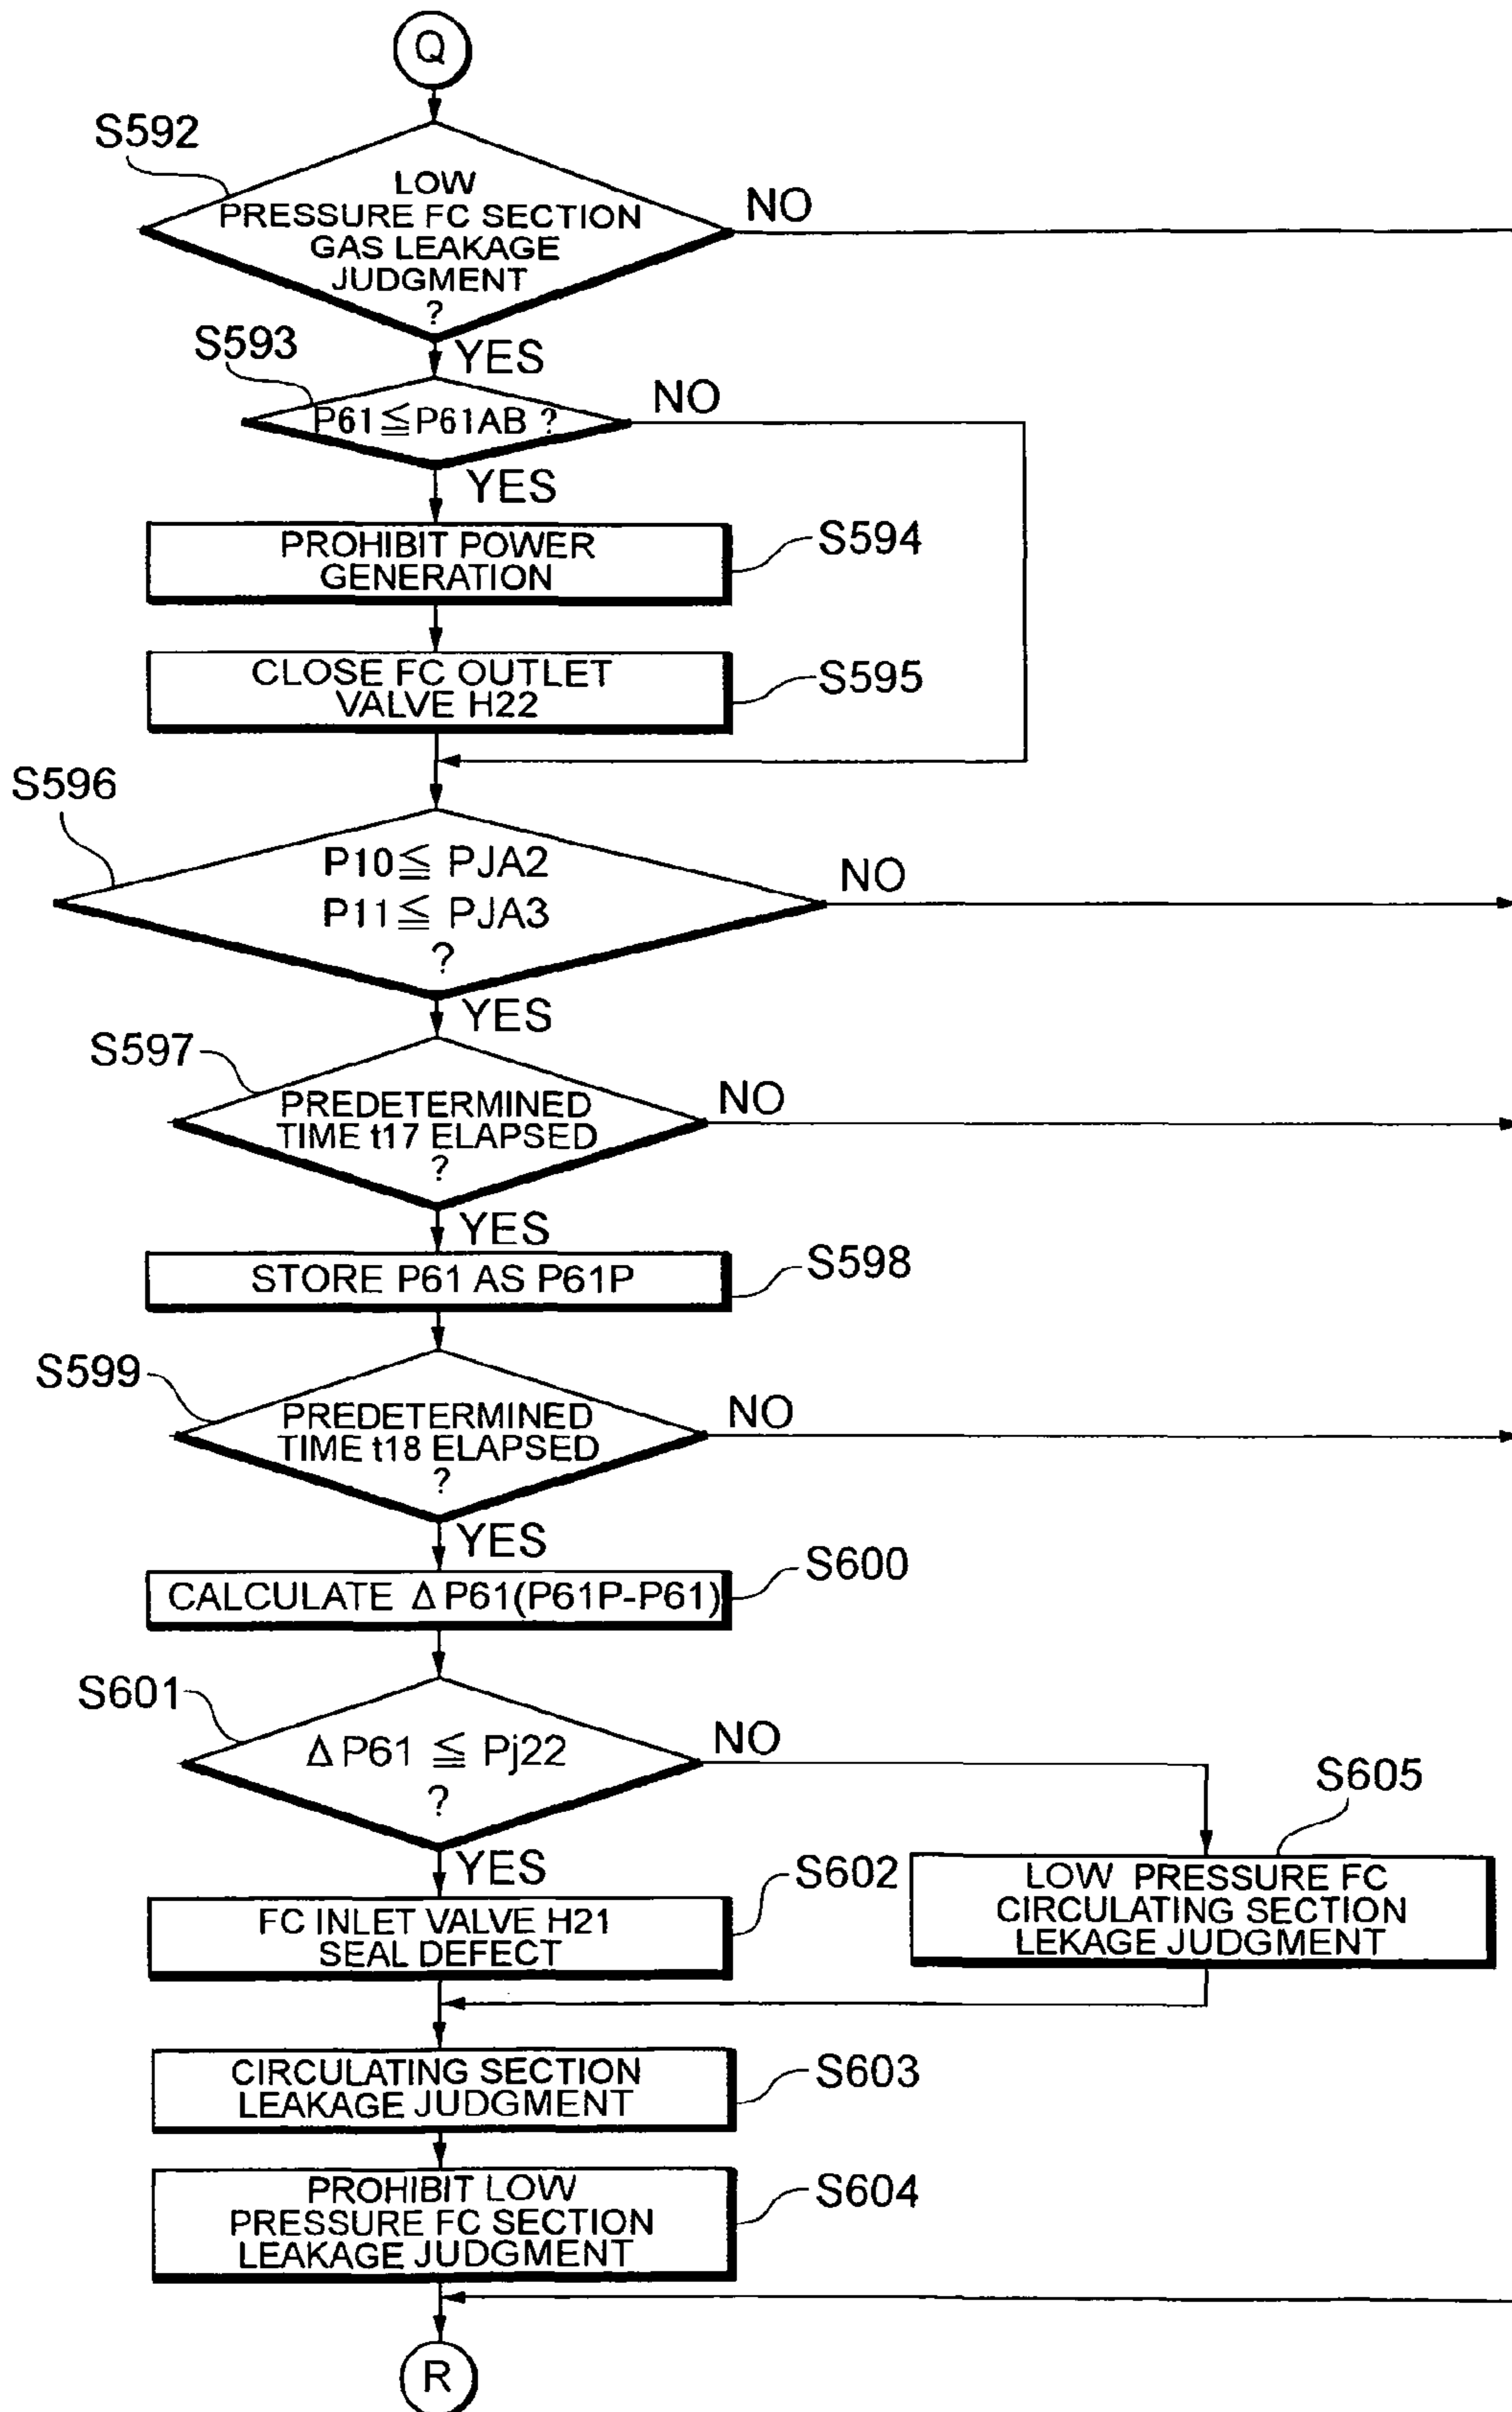 Q
S592
LOW
PRESSURE FC SECTION
GAS LEAKAGE
JUDGMENT
?
NO
YES
S593
P61≦P61AB ?
NO
YES
PROHIBIT POWER
GENERATION
S594
CLOSE FC OUTLET
VALVE H22
S595
S596
P10≦ PJA2
P11≦ PJA3
?
NO
YES
S597
PREDETERMINED
TIME t17 ELAPSED
?
NO
YES
STORE P61 AS P61P
S598
S599
PREDETERMINED
TIME t18 ELAPSED
?
NO
YES
CALCULATE Δ P61(P61P-P61)
S600
S601
Δ P61 ≦ Pj22
?
NO
YES
S605
LOW PRESSURE FC
CIRCULATING SECTION
LEKAGE JUDGMENT
FC INLET VALVE H21
SEAL DEFECT
S602
CIRCULATING SECTION
LEAKAGE JUDGMENT
S603
PROHIBIT LOW
PRESSURE FC SECTION
LEAKAGE JUDGMENT
S604
R